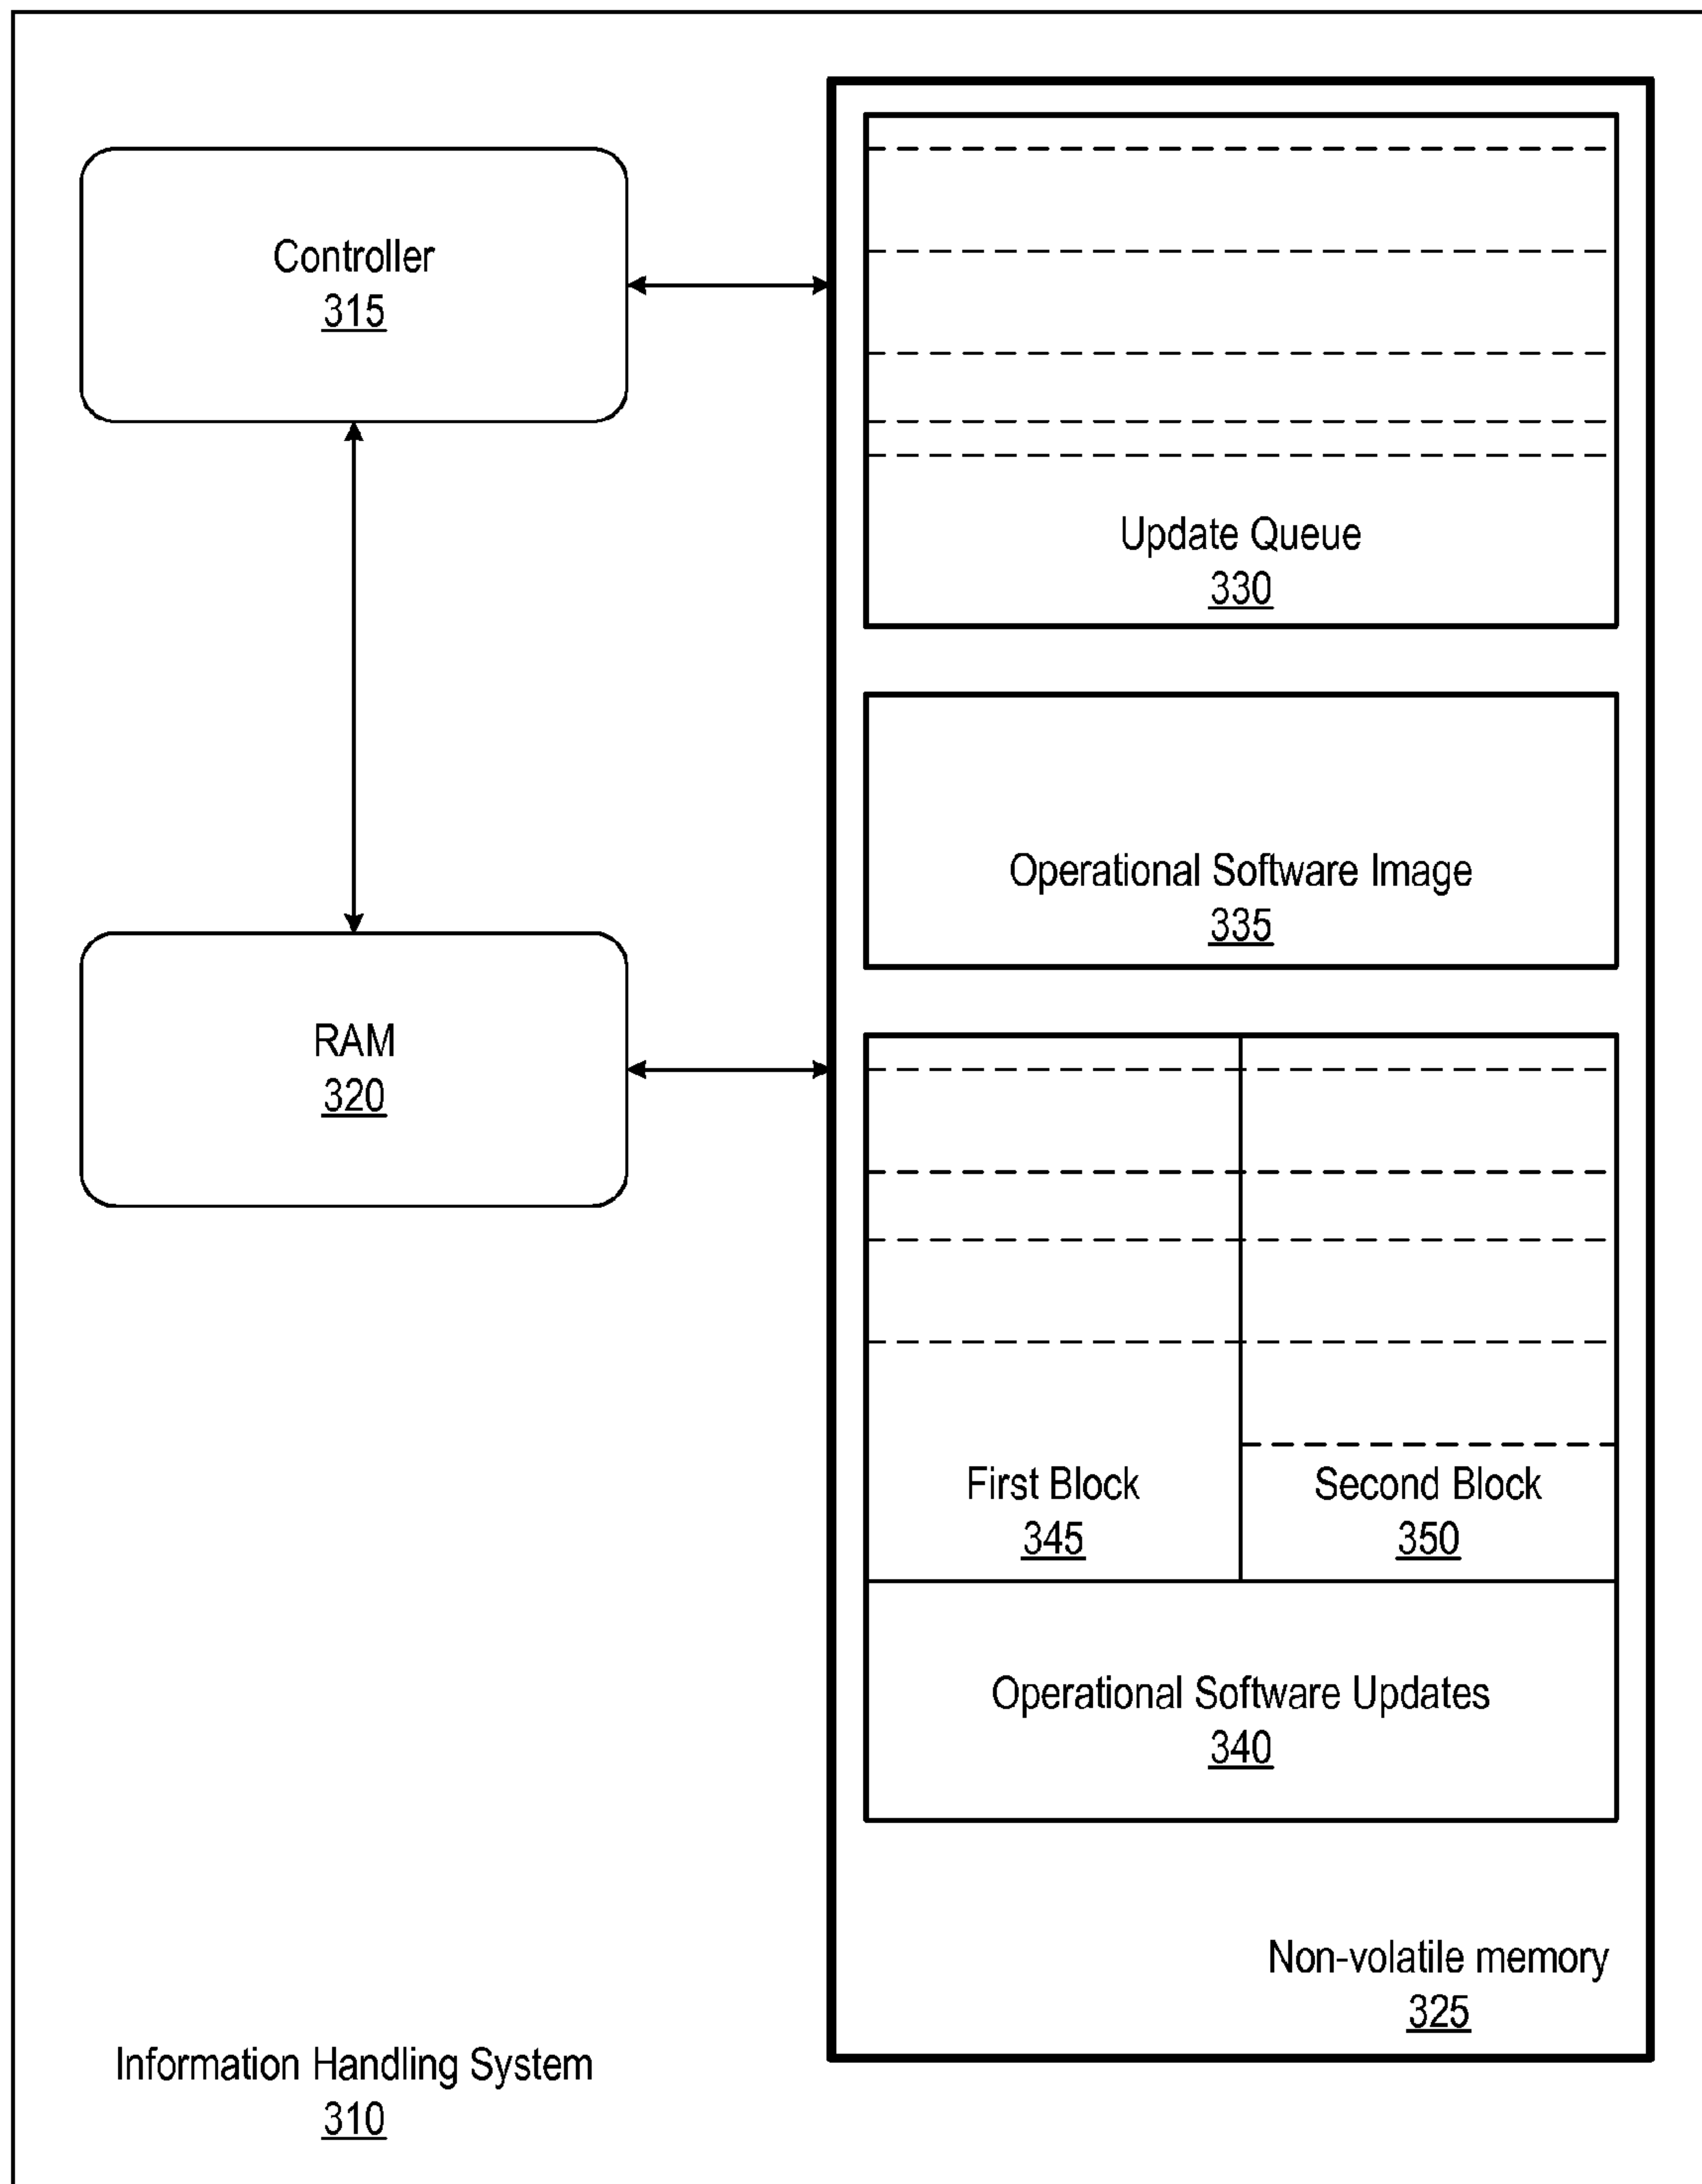 Controller
315
Update Queue
330
Operational Software Image
335
RAM
320
First Block
345
Second Block
350
Operational Software Updates
340
Non-volatile memory
325
Information Handling System
310